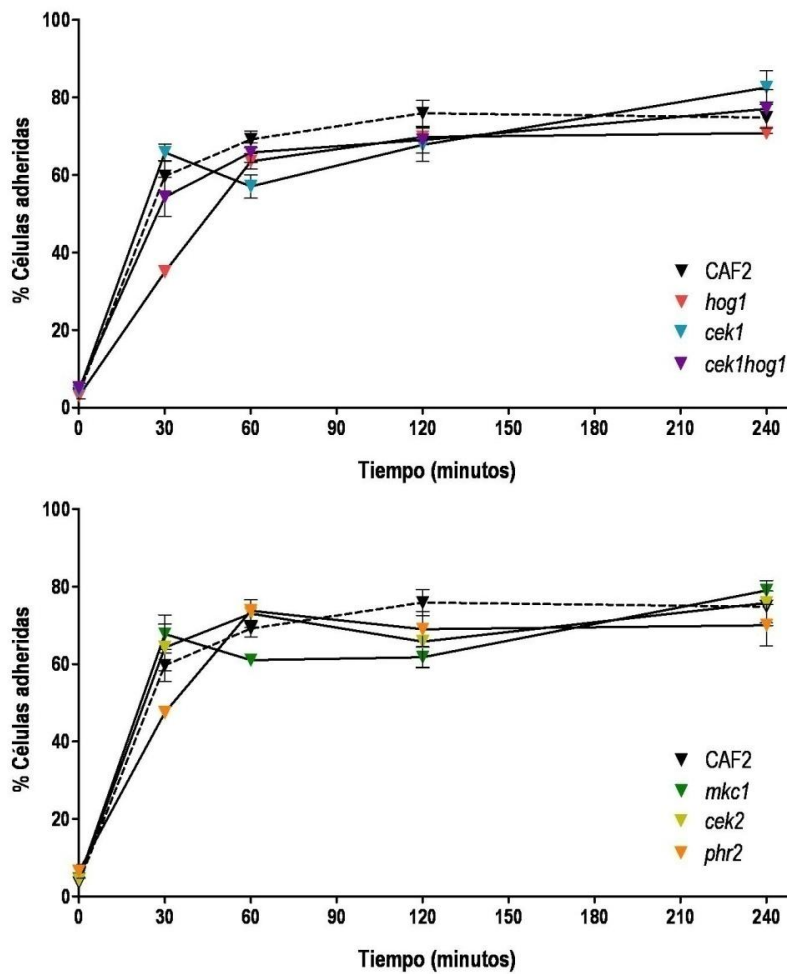 100
80
60
40
20
0
% Células adheridas
CAF2
hog1
cek1
cek1hog1
0 30 60 90 120 150 180 210 240
Tiempo (minutos)
100
80
60
40
20
0
% Células adheridas
CAF2
mkc1
cek2
phr2
0 30 60 90 120 150 180 210 240
Tiempo (minutos)